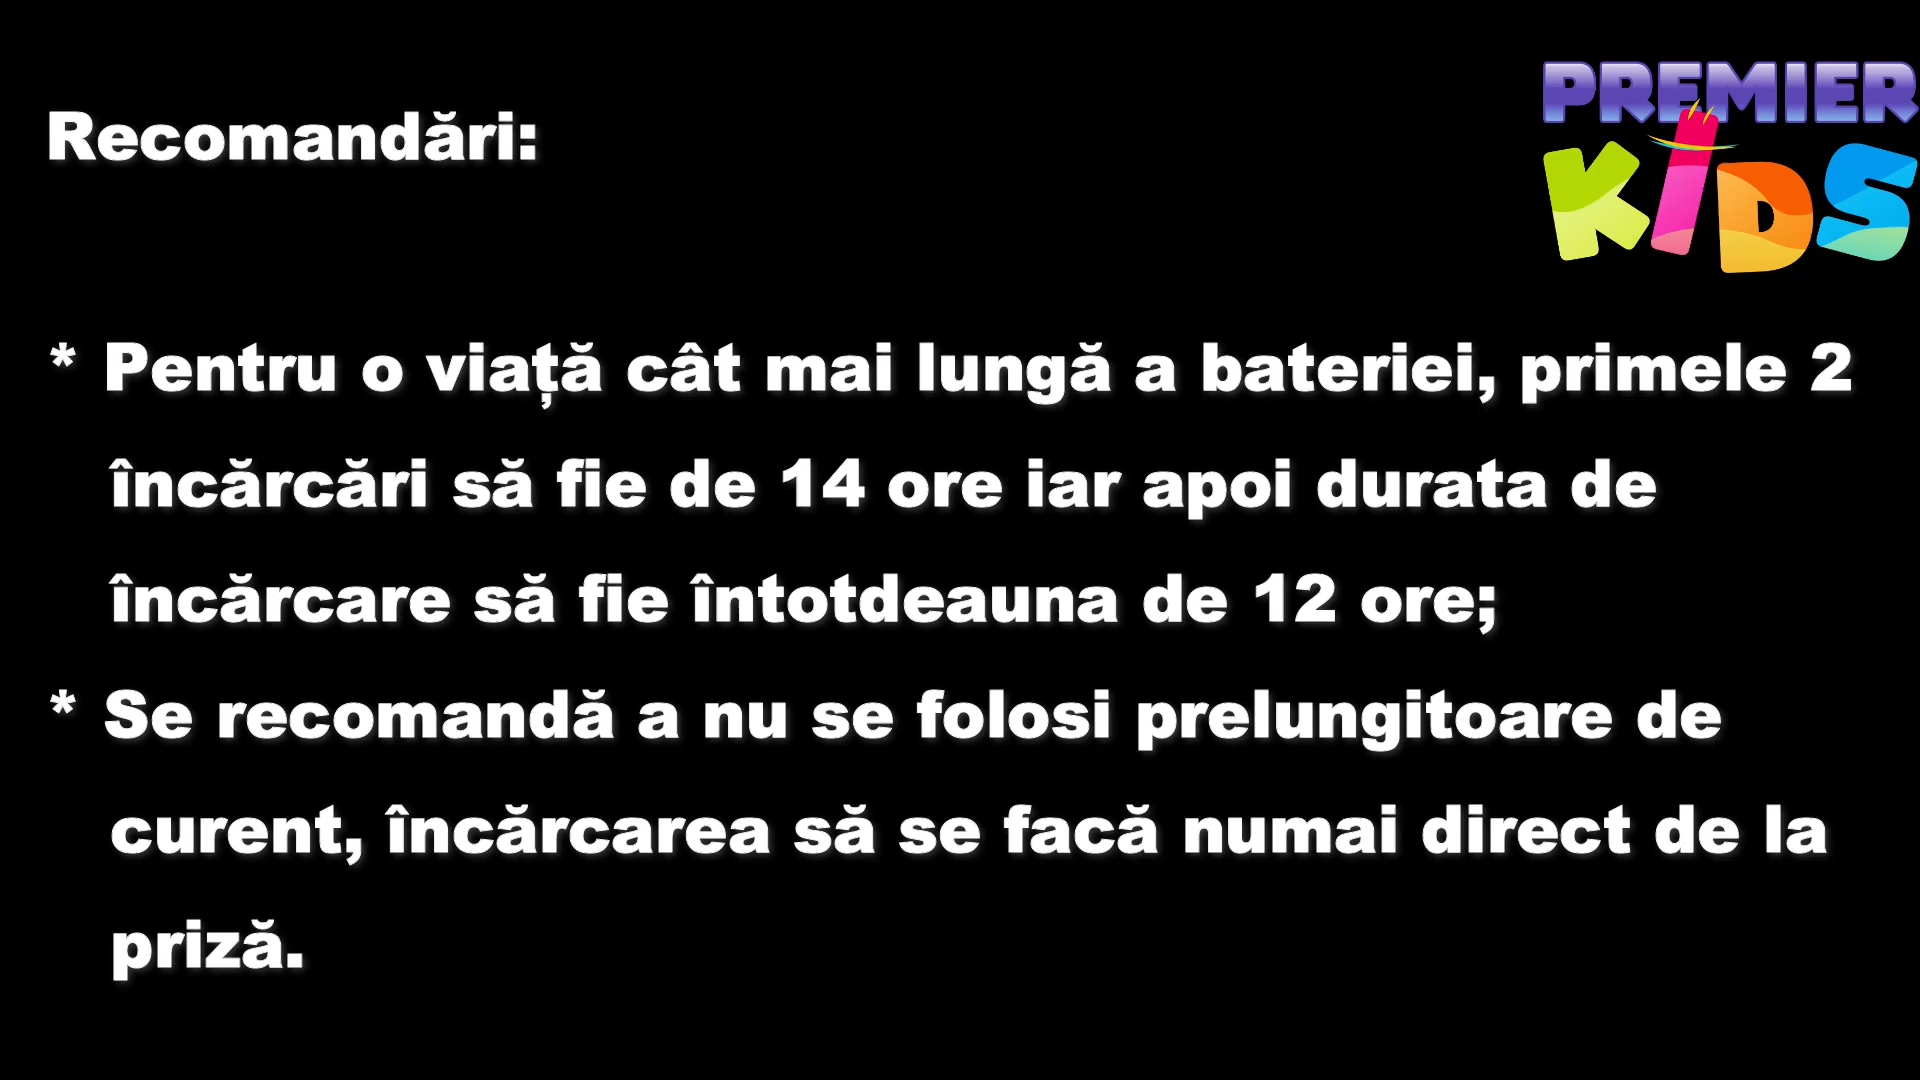 PREMIER
KIDS
Recomandări:
* Pentru o viață cât mai lungă a bateriei, primele 2
încărcări să fie de 14 ore iar apoi durata de
încărcare să fie întotdeauna de 12 ore;
* Se recomandă a nu se folosi prelungitoare de
curent, încărcarea să se facă numai direct de la
priză.